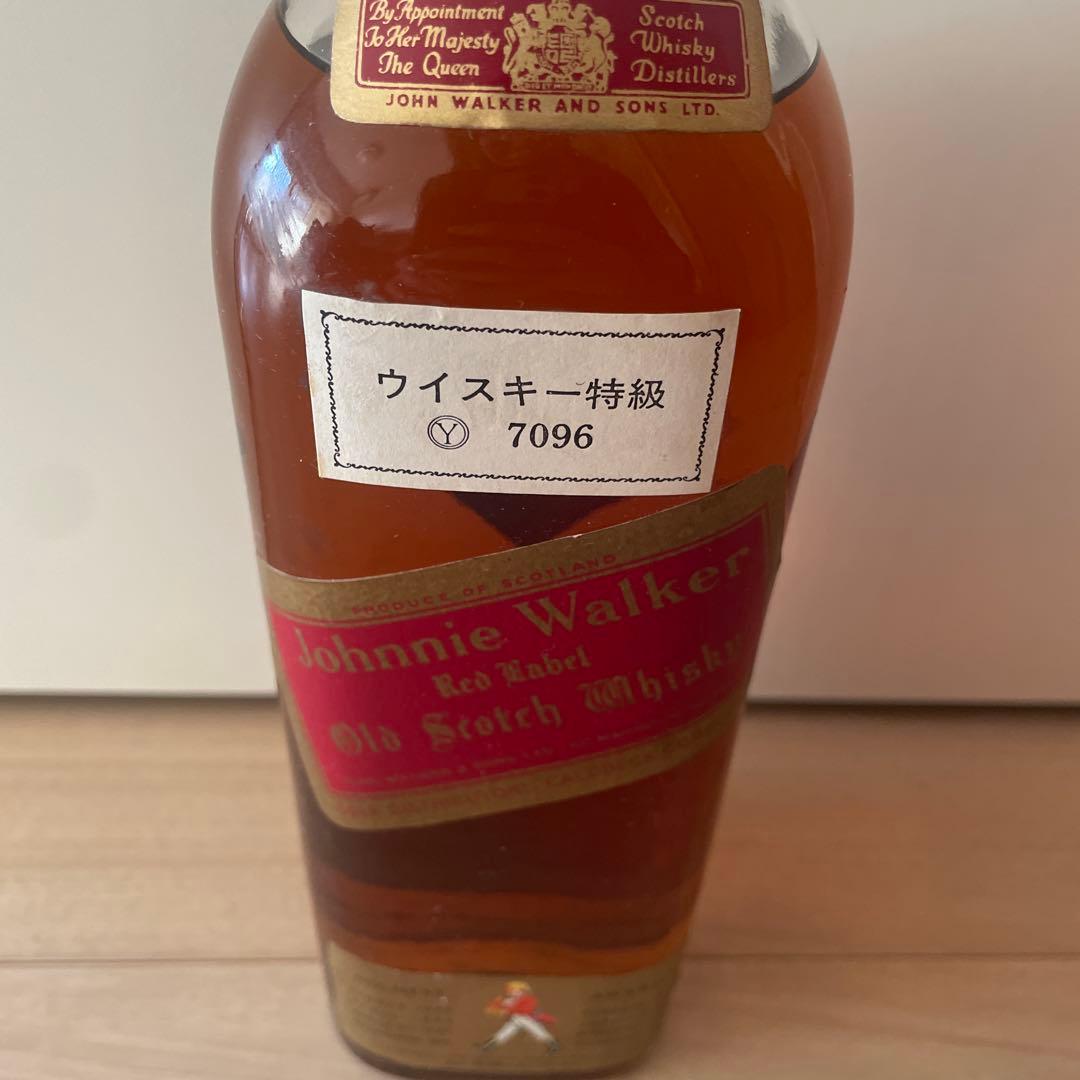 By Appointment
To Her Majesty
The Queen
Scotch
Whisky
Distillers
JOHN WALKER AND SONS LTD.
ウイスキー特級
Ⓨ 7096
PRODUCE OF SCOTLAND
Johnnie Walker
Red Label
Old Scotch Whisky